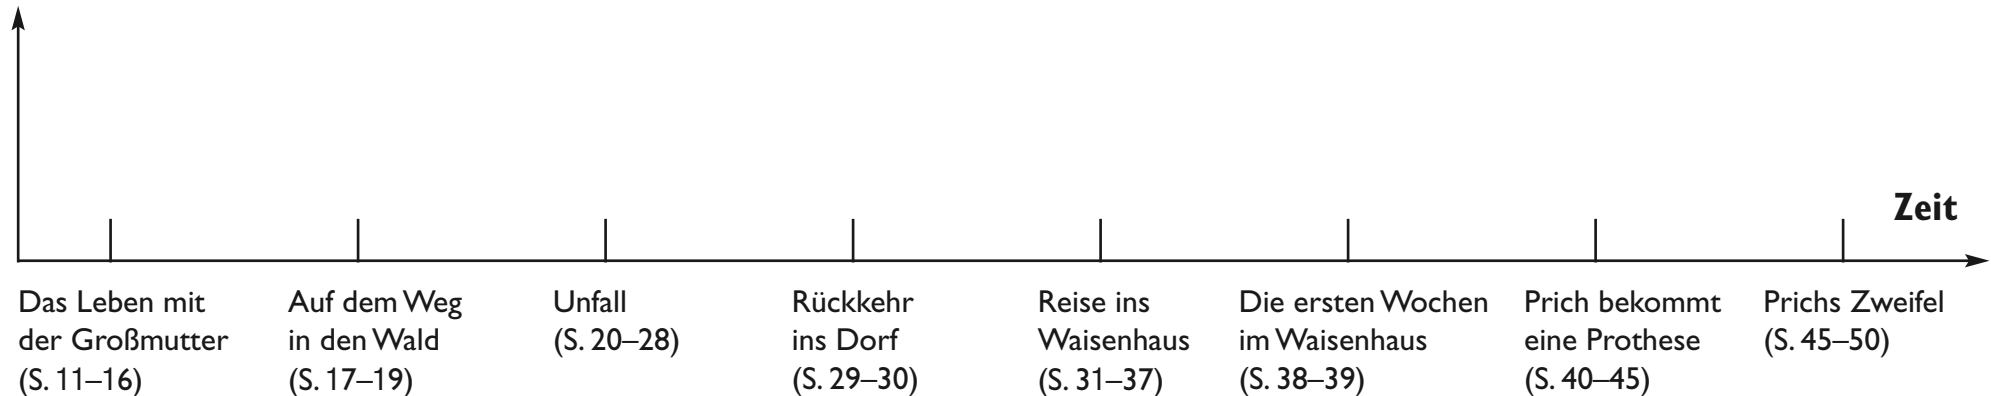 Zeit
Das Leben mit
der Großmutter
(S. 11–16)
Auf dem Weg
in den Wald
(S. 17–19)
Unfall
(S. 20–28)
Rückkehr
ins Dorf
(S. 29–30)
Reise ins
Waisenhaus
(S. 31–37)
Die ersten Wochen
im Waisenhaus
(S. 38–39)
Prich bekommt
eine Prothese
(S. 40–45)
Prichs Zweifel
(S. 45–50)